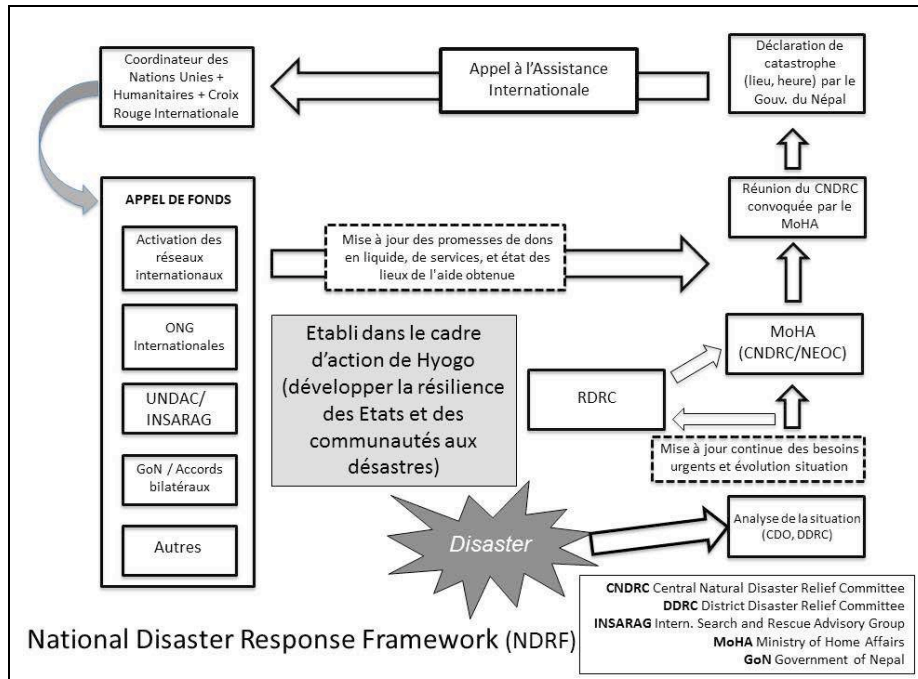 Coordinateur des
Nations Unies +
Humanitaires + Croix
Rouge Internationale
Appel à l'Assistance
Internationale
Déclaration de
catastrophe
(lieu, heure) par le
Gouv. du Népal
APPEL DE FONDS
Activation des
réseaux
internationaux
ONG
Internationales
UNDAC/
INSARAG
GoN / Accords
bilatéraux
Autres
Mise à jour des promesses de dons
en liquide, de services, et état des
lieux de l'aide obtenue
Réunion du CNDRC
convoquée par le
MoHA
Etabli dans le cadre
d'action de Hyogo
(développer la résilience
des Etats et des
communautés aux
désastres)
MoHA
(CNDRC/NEOC)
RDRC
Mise à jour continue des besoins
urgents et évolution situation
Disaster
Analyse de la situation
(CDO, DDRC)
CNDRC Central Natural Disaster Relief Committee
DDRC District Disaster Relief Committee
INSARAG Intern. Search and Rescue Advisory Group
MoHA Ministry of Home Affairs
GoN Government of Nepal
National Disaster Response Framework (NDRF)